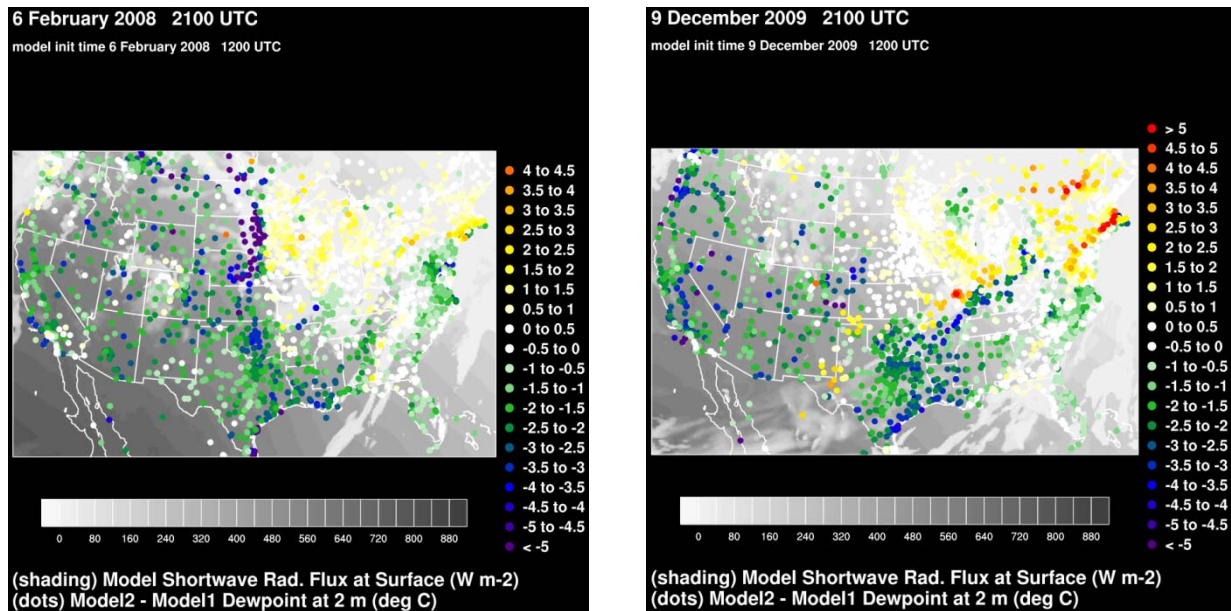 6 February 2008   2100 UTC
model init time 6 February 2008   1200 UTC
4 to 4.5
3.5 to 4
3 to 3.5
2.5 to 3
2 to 2.5
1.5 to 2
1 to 1.5
0.5 to 1
0 to 0.5
-0.5 to 0
-1 to -0.5
-1.5 to -1
-2 to -1.5
-2.5 to -2
-3 to -2.5
-3.5 to -3
-4 to -3.5
-4.5 to -4
-5 to -4.5
< -5
0 80 160 240 320 400 480 560 640 720 800 880
(shading) Model Shortwave Rad. Flux at Surface (W m-2)
(dots) Model2 - Model1 Dewpoint at 2 m (deg C)
9 December 2009   2100 UTC
model init time 9 December 2009   1200 UTC
> 5
4.5 to 5
4 to 4.5
3.5 to 4
3 to 3.5
2.5 to 3
2 to 2.5
1.5 to 2
1 to 1.5
0.5 to 1
0 to 0.5
-0.5 to 0
-1 to -0.5
-1.5 to -1
-2 to -1.5
-2.5 to -2
-3 to -2.5
-3.5 to -3
-4 to -3.5
-4.5 to -4
-5 to -4.5
< -5
0 80 160 240 320 400 480 560 640 720 800 880
(shading) Model Shortwave Rad. Flux at Surface (W m-2)
(dots) Model2 - Model1 Dewpoint at 2 m (deg C)